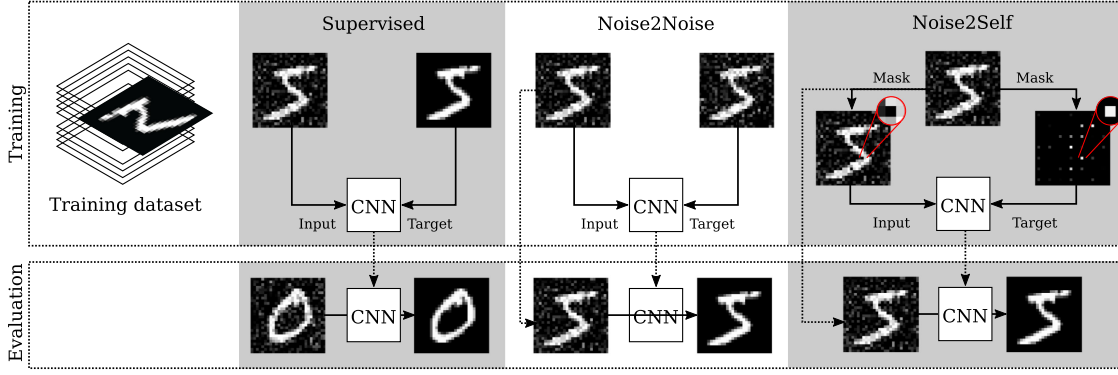 Training
Training dataset
Supervised
CNN
Input
Target
Noise2Noise
CNN
Input
Target
Noise2Self
Mask
Mask
CNN
Input
Target
Evaluation
CNN
CNN
CNN